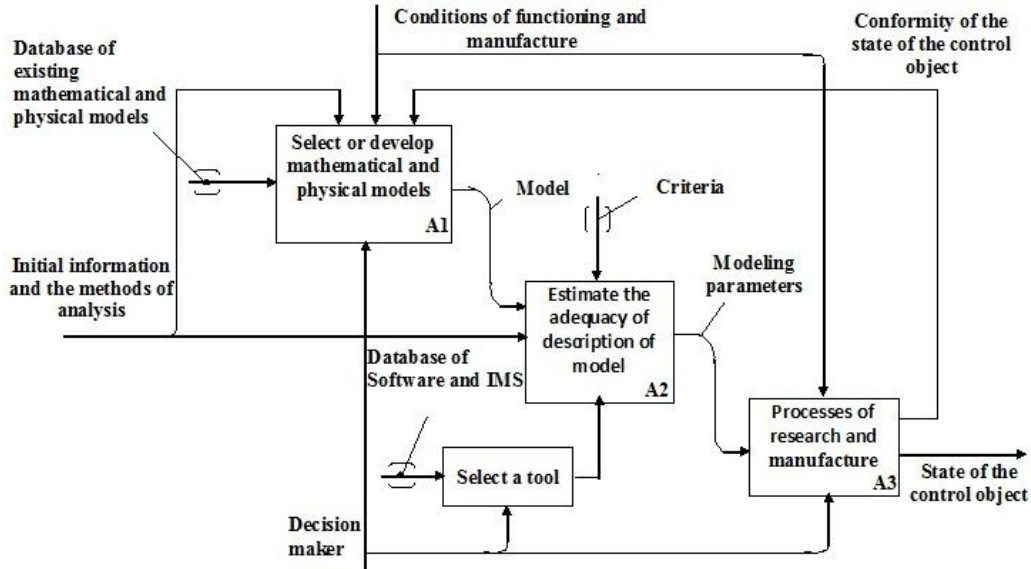 Conditions of functioning and
manufacture
Conformity of the
state of the control
object
Database of
existing
mathematical and
physical models
Select or develop
mathematical and
physical models
A1
Model
Criteria
Initial information
and the methods of
analysis
Modeling
parameters
Estimate the
adequacy of
description of
model
A2
Database of
Software and IMS
Processes of
research and
manufacture
A3
Select a tool
State of the
control object
Decision
maker